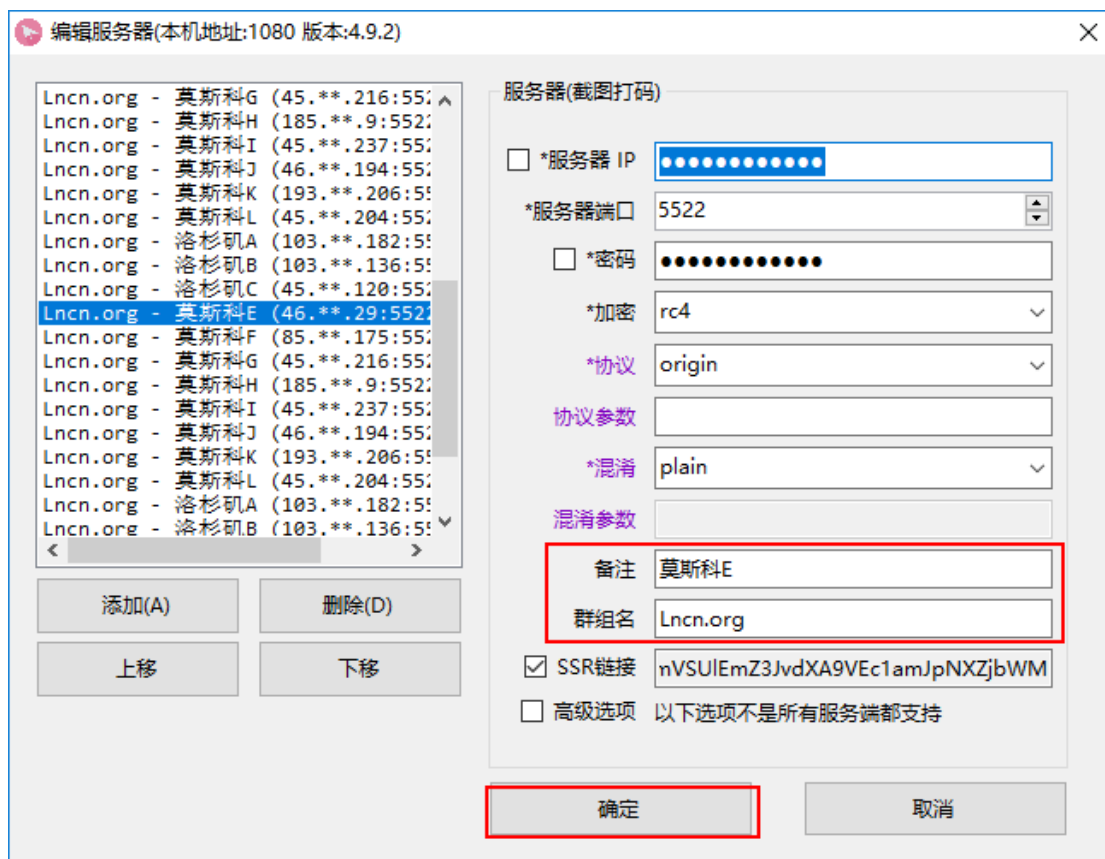 编辑服务器(本机地址:1080 版本:4.9.2)
Lncn.org - 莫斯科G (45.**.216:552
Lncn.org - 莫斯科H (185.**.9:5522
Lncn.org - 莫斯科I (45.**.237:552
Lncn.org - 莫斯科J (46.**.194:552
Lncn.org - 莫斯科K (193.**.206:55
Lncn.org - 莫斯科L (45.**.204:552
Lncn.org - 洛杉矶A (103.**.182:55
Lncn.org - 洛杉矶B (103.**.136:55
Lncn.org - 洛杉矶C (45.**.120:552
Lncn.org - 莫斯科E (46.**.29:5522
Lncn.org - 莫斯科F (85.**.175:552
Lncn.org - 莫斯科G (45.**.216:552
Lncn.org - 莫斯科H (185.**.9:5522
Lncn.org - 莫斯科I (45.**.237:552
Lncn.org - 莫斯科J (46.**.194:552
Lncn.org - 莫斯科K (193.**.206:55
Lncn.org - 莫斯科L (45.**.204:552
Lncn.org - 洛杉矶A (103.**.182:55
Lncn.org - 洛杉矶B (103.**.136:55
添加(A) 删除(D)
上移 下移
服务器(截图打码)
*服务器 IP ●●●●●●●●●●●●
*服务器端口 5522
*密码 ●●●●●●●●●●●●
*加密 rc4
*协议 origin
协议参数
*混淆 plain
混淆参数
备注 莫斯科E
群组名 Lncn.org
SSR链接 nVSUlEmZ3JvdXA9VEc1amJpNXZjbWM
高级选项 以下选项不是所有服务端都支持
确定 取消